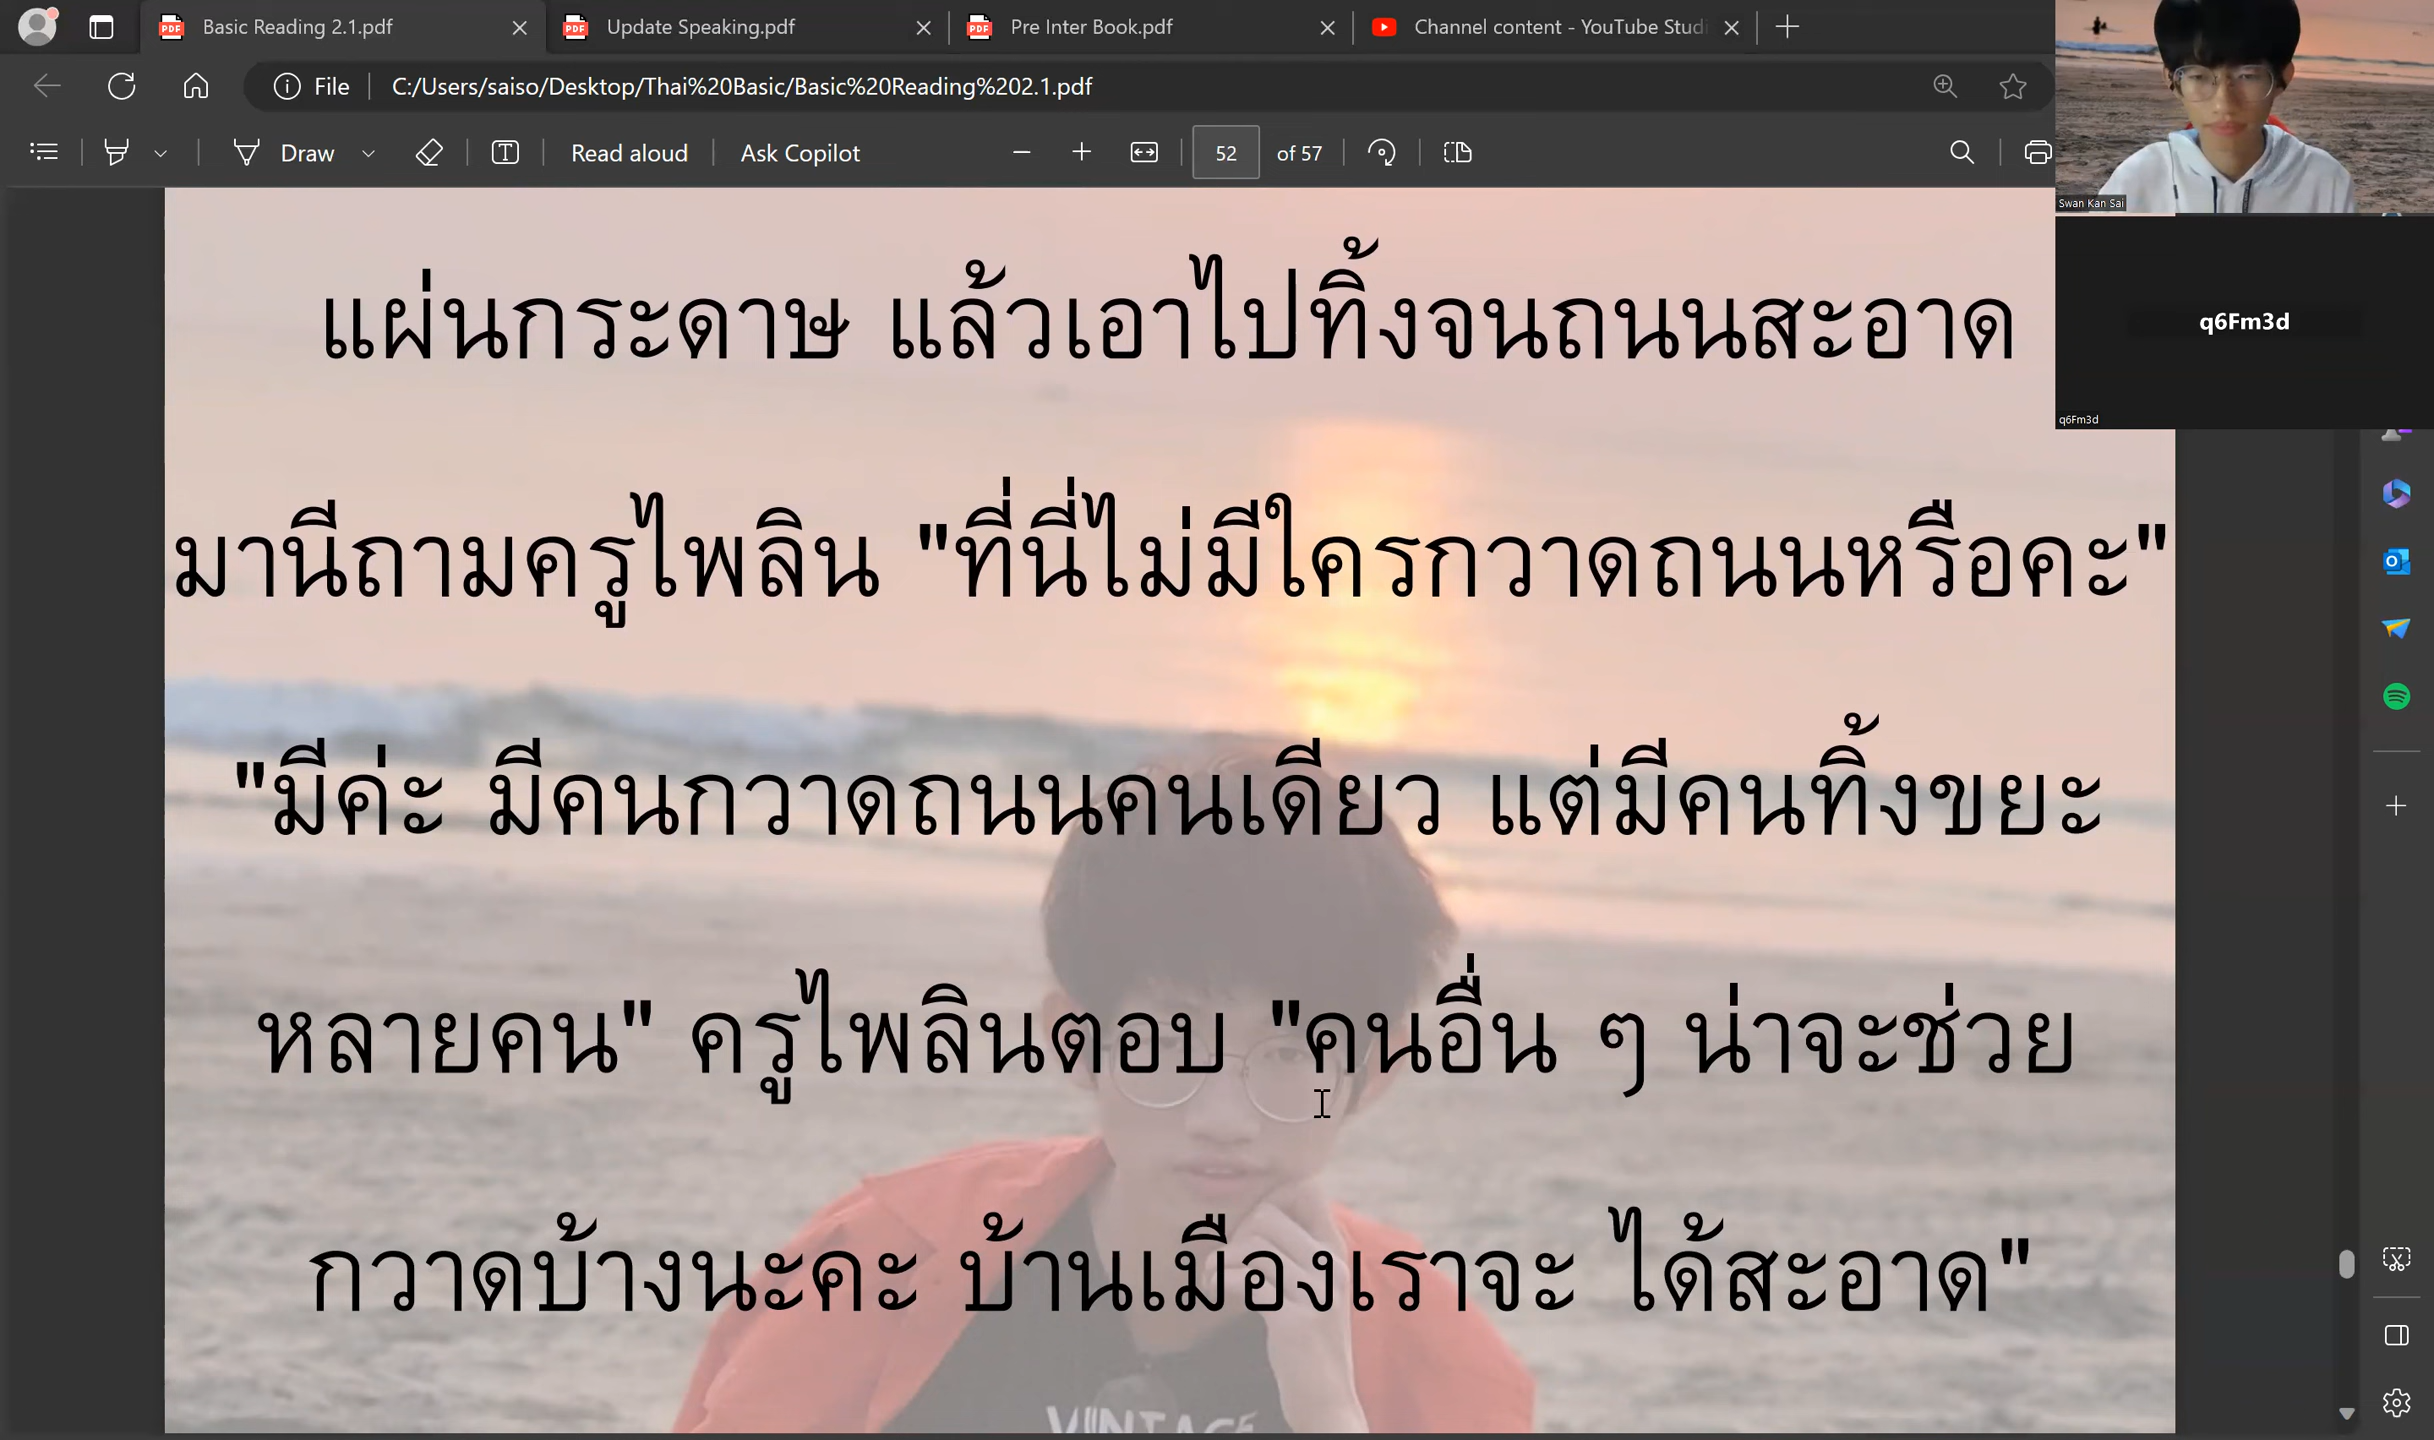 Basic Reading 2.1.pdf
Update Speaking.pdf
Pre Inter Book.pdf
Channel content - YouTube Studi
File
C:/Users/saiso/Desktop/Thai%20Basic/Basic%20Reading%202.1.pdf
Draw
Read aloud
Ask Copilot
52 of 57
Swan Kan Sai
q6Fm3d
q6Fm3d
แผ่นกระดาษ แล้วเอาไปทิ้งจนถนนสะอาด
มานีถามครูไพลิน "ที่นี่ไม่มีใครกวาดถนนหรือคะ"
"มีค่ะ มีคนกวาดถนนคนเดียว แต่มีคนทิ้งขยะ
หลายคน" ครูไพลินตอบ "คนอื่น ๆ น่าจะช่วย
กวาดบ้างนะคะ บ้านเมืองเราจะ ได้สะอาด"
VINTAGE